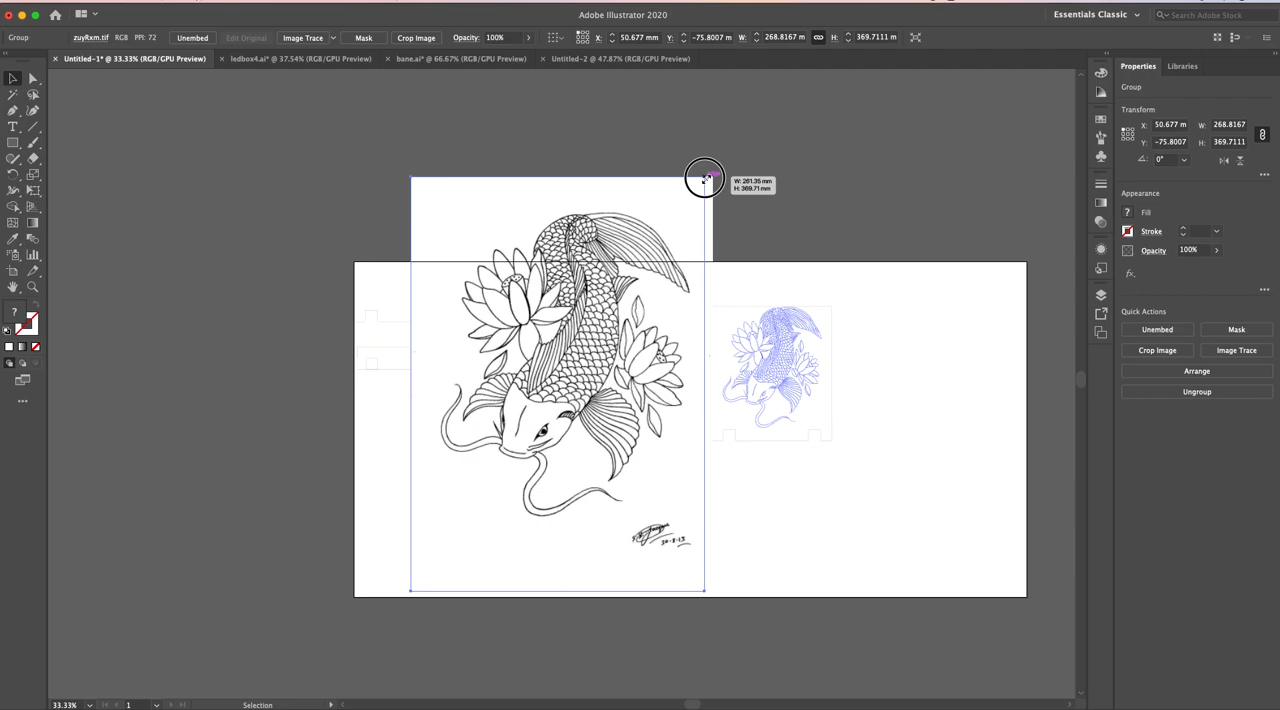 Adobe Illustrator 2020
Essentials Classic
Search Adobe Stock
Group
zuyRxm.tif RGB PPI: 72 Unembed Edit Original Image Trace Mask Crop Image Opacity: 100% X: 50.677 mm Y: -75.8007 m W: 268.8167 m H: 369.7111 m
× Untitled-1* @ 33.33% (RGB/GPU Preview) × ledbox4.ai* @ 37.54% (RGB/GPU Preview) × bane.ai* @ 66.67% (RGB/GPU Preview) × Untitled-2 @ 47.87% (RGB/GPU Preview)
Properties Libraries
Group
Transform
X: 50.677 m W: 268.8167
Y: -75.8007 H: 369.7111
0°
W: 261.35 mm
H: 369.71 mm
Appearance
? Fill
Stroke
Opacity 100%
fx.
Quick Actions
Unembed Mask
Crop Image Image Trace
Arrange
Ungroup
?
30-8-13
33.33% 1 Selection